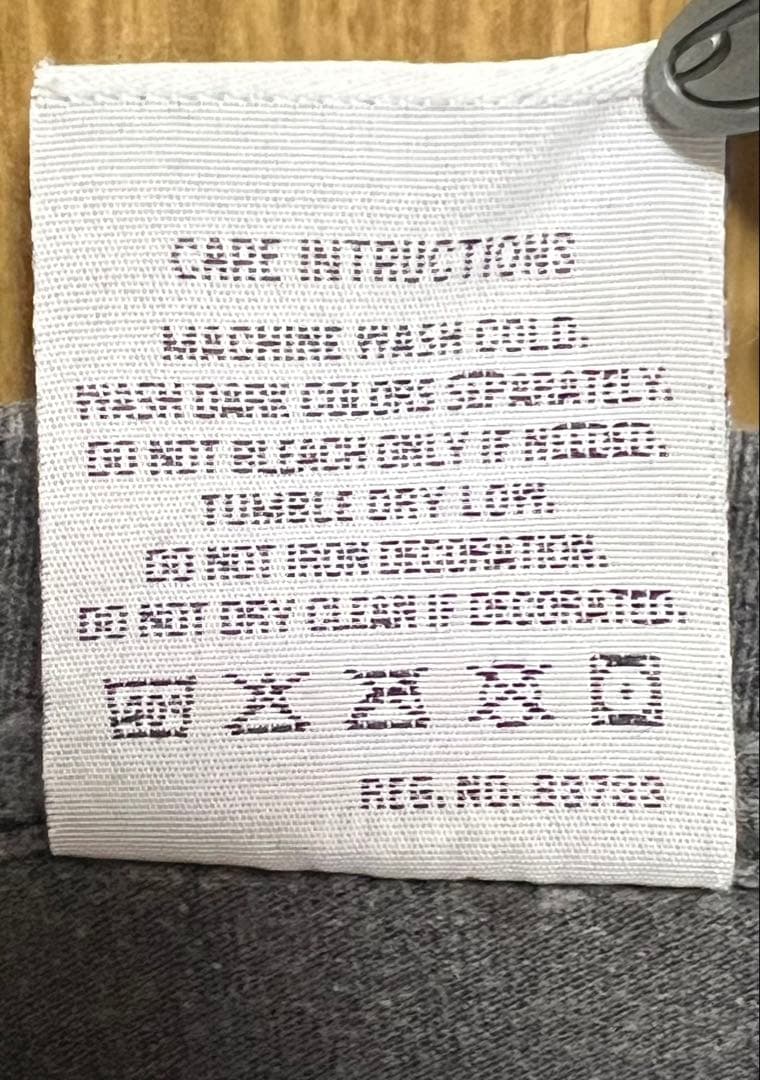 CARE INTRUCTIONS
MACHINE WASH COLD.
WASH DARK COLORS SEPARATELY.
DO NOT BLEACH ONLY IF NEEDED.
TUMBLE DRY LOW.
DO NOT IRON DECORATION.
DO NOT DRY CLEAN IF DECORATED.
REG. NO.